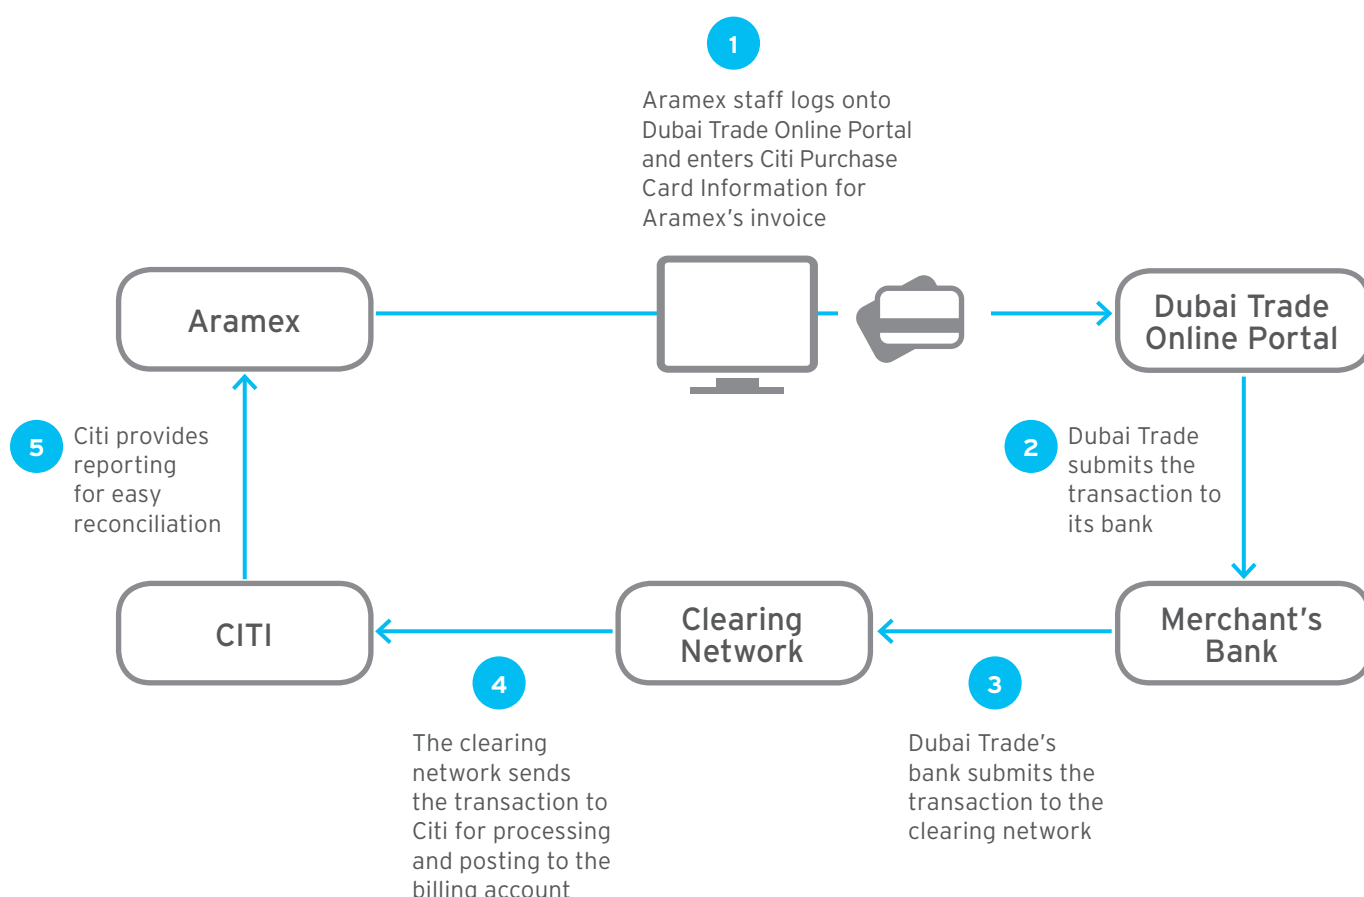 1
Aramex staff logs onto
Dubai Trade Online Portal
and enters Citi Purchase
Card Information for
Aramex’s invoice
Aramex
Dubai Trade
Online Portal
5
Citi provides
reporting
for easy
reconciliation
2
Dubai Trade
submits the
transaction to
its bank
CITI
Clearing
Network
Merchant’s
Bank
4
The clearing
network sends
the transaction to
Citi for processing
and posting to the
billing account
3
Dubai Trade’s
bank submits the
transaction to the
clearing network